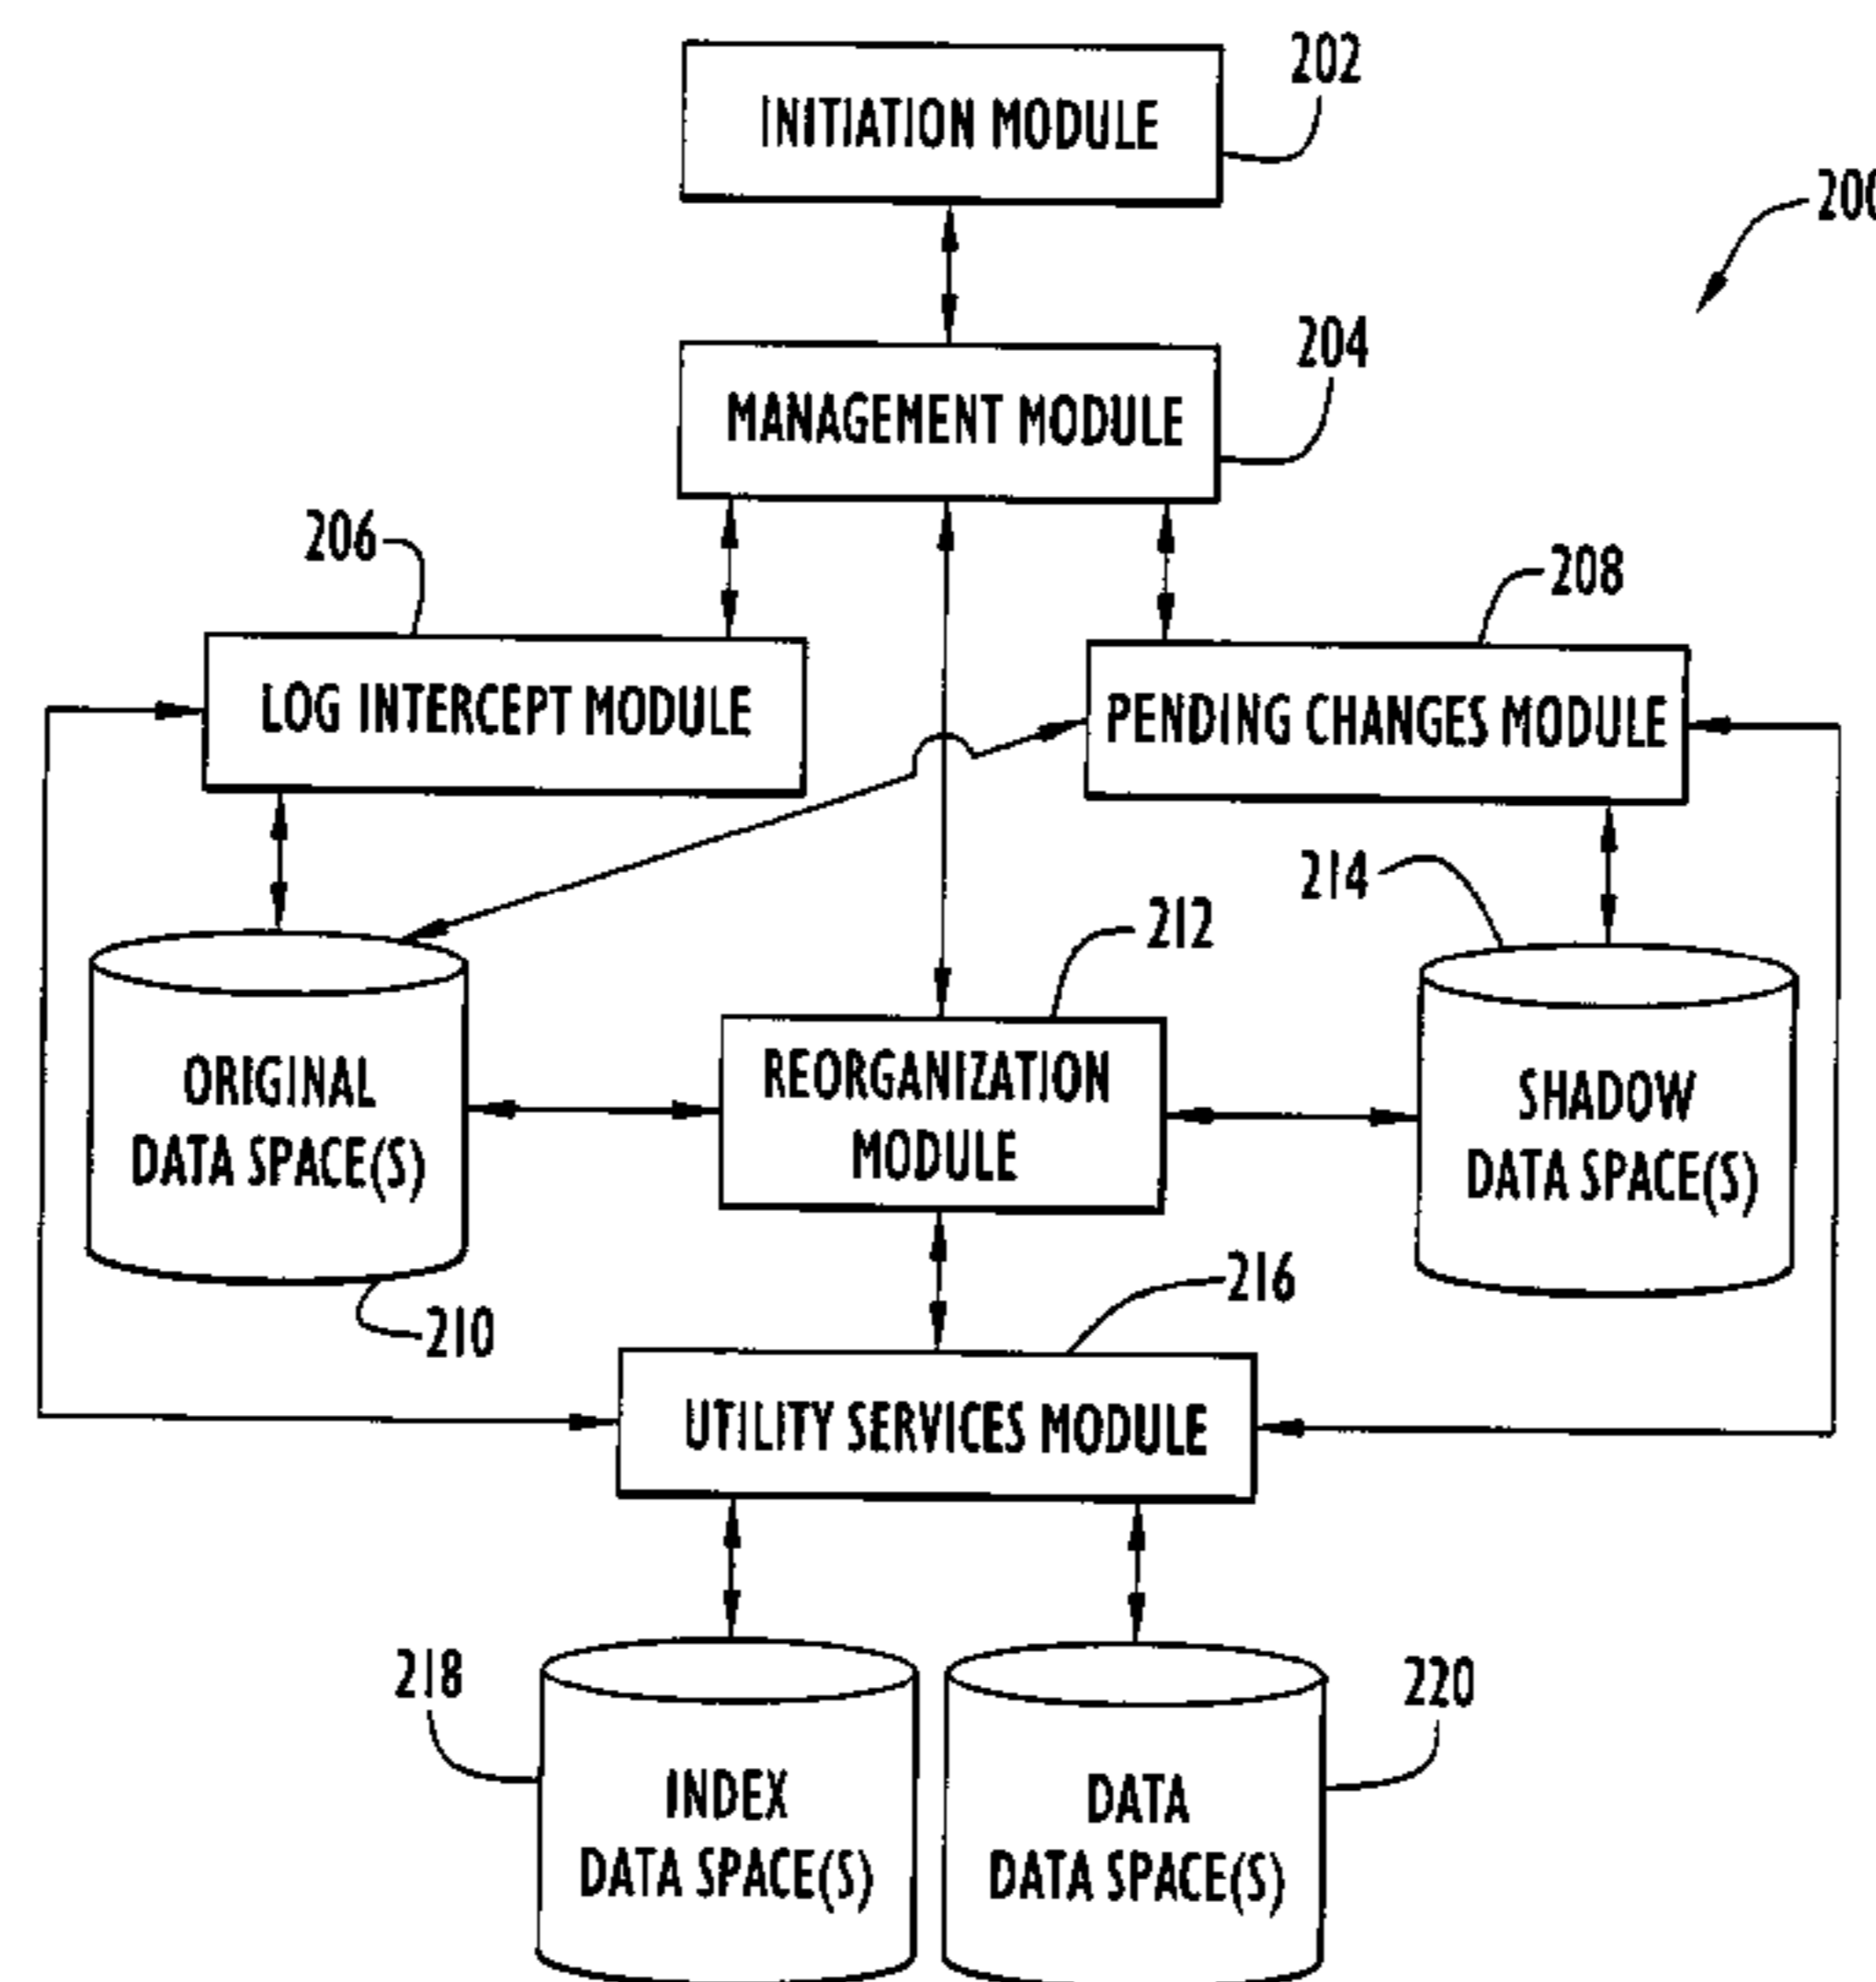 202
INITIATION MODULE
200
204
MANAGEMENT MODULE
206
208
LOG INTERCEPT MODULE
PENDING CHANGES MODULE
214
212
ORIGINAL
DATA SPACE(S)
REORGANIZATION
MODULE
SHADOW
DATA SPACE(S)
216
210
UTILITY SERVICES MODULE
218
220
INDEX
DATA SPACE(S)
DATA
DATA SPACE(S)